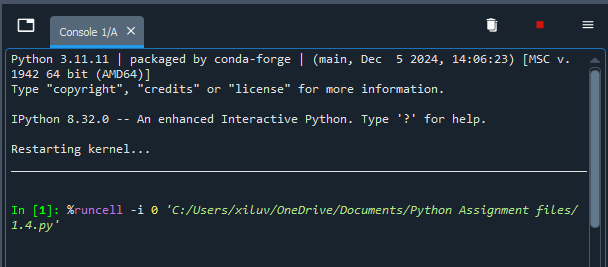 Console 1/A
Python 3.11.11 | packaged by conda-forge | (main, Dec  5 2024, 14:06:23) [MSC v.
1942 64 bit (AMD64)]
Type "copyright", "credits" or "license" for more information.
IPython 8.32.0 -- An enhanced Interactive Python. Type '?' for help.
Restarting kernel...
In [1]: %runcell -i 0 'C:/Users/xiluv/OneDrive/Documents/Python Assignment files/
1.4.py'